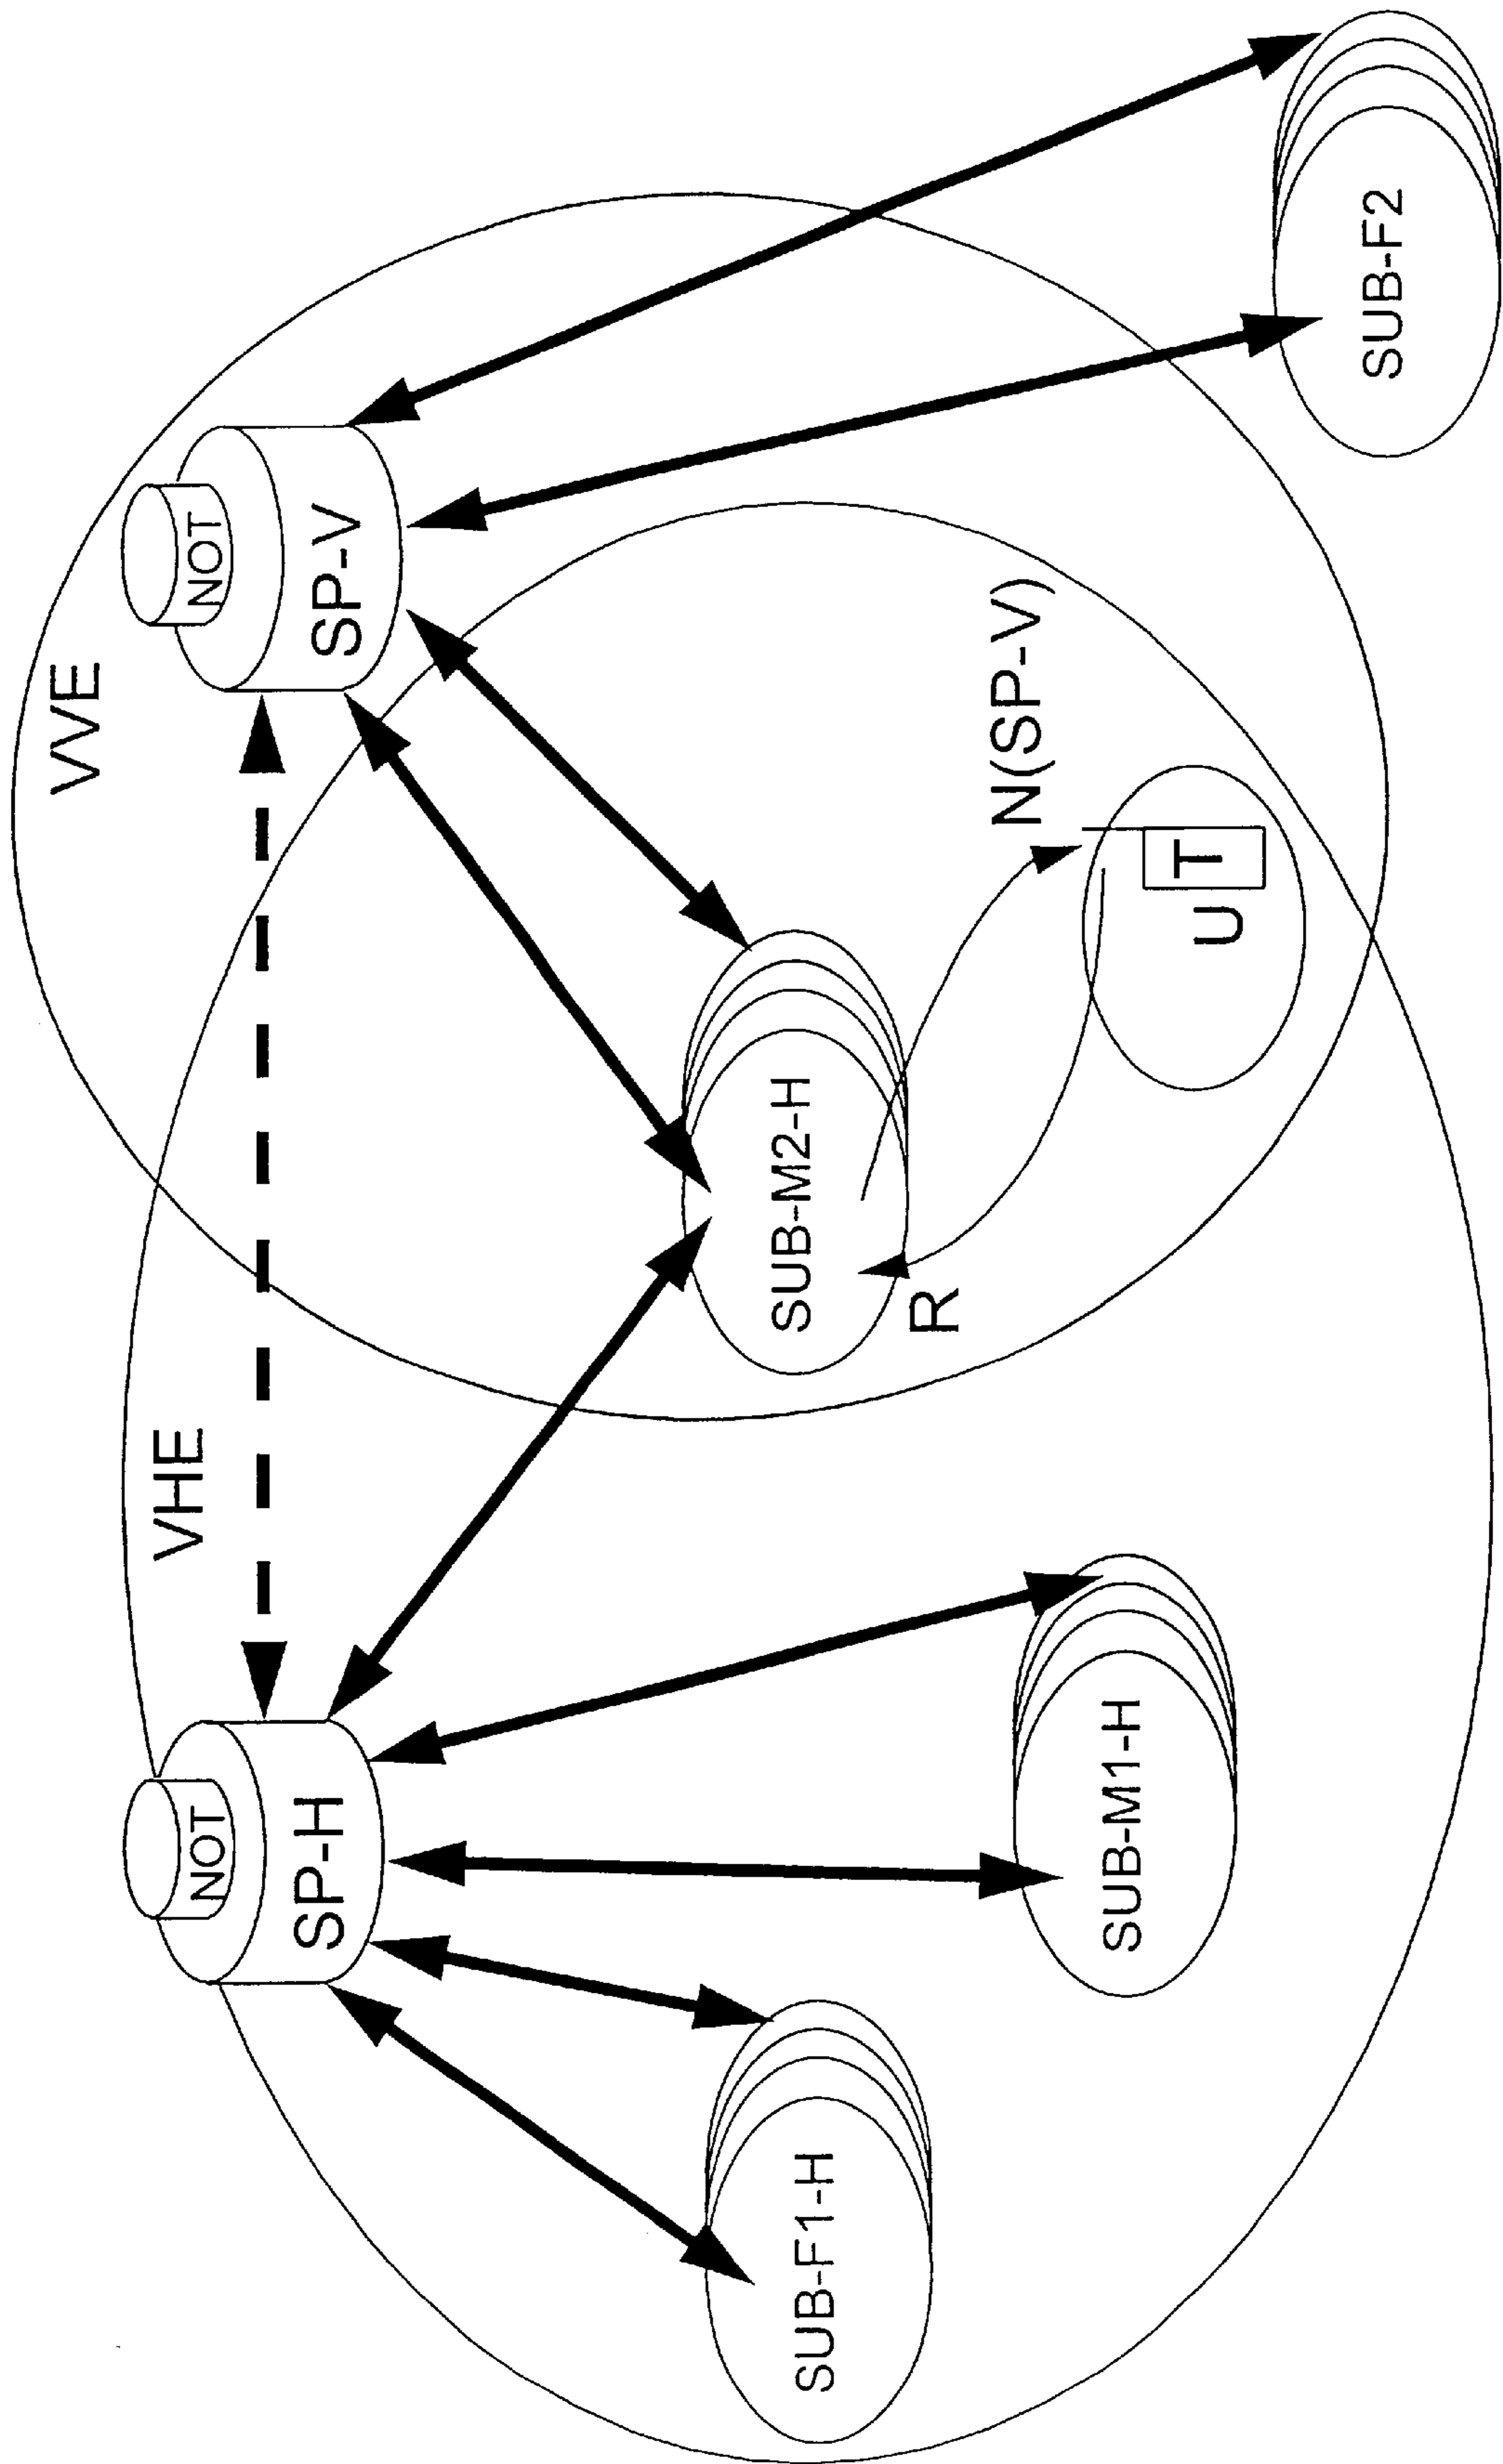 VVE
VHE
NOT
SP-H
NOT
SP-V
SUB-M2-H
N(SP-V)
R
U
T
SUB-F1-H
SUB-M1-H
SUB-F2